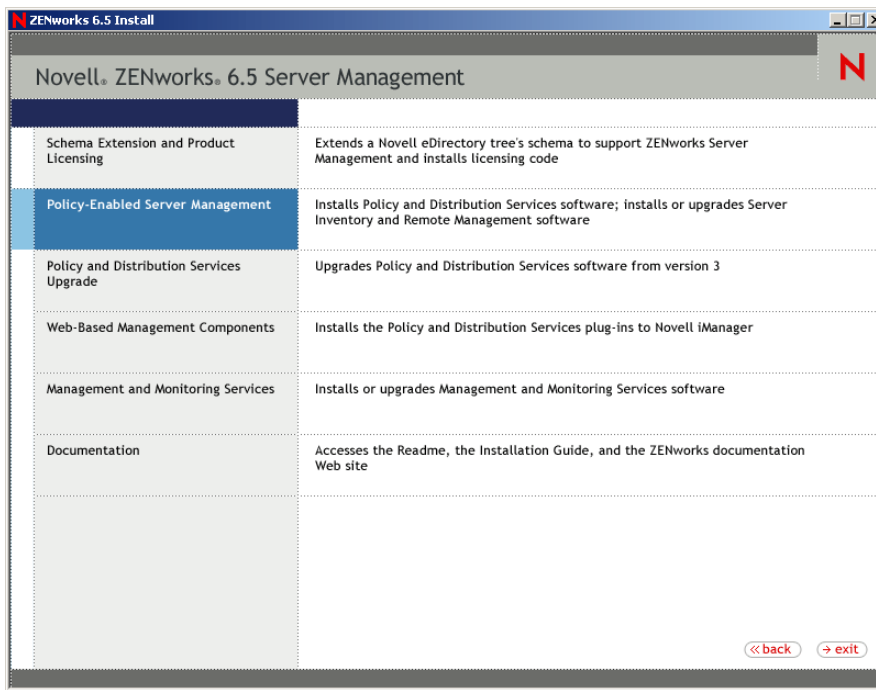 ZENworks 6.5 Install
Novell® ZENworks® 6.5 Server Management
N
Schema Extension and Product
Licensing
Extends a Novell eDirectory tree's schema to support ZENworks Server
Management and installs licensing code
Policy-Enabled Server Management
Installs Policy and Distribution Services software; installs or upgrades Server
Inventory and Remote Management software
Policy and Distribution Services
Upgrade
Upgrades Policy and Distribution Services software from version 3
Web-Based Management Components
Installs the Policy and Distribution Services plug-ins to Novell iManager
Management and Monitoring Services
Installs or upgrades Management and Monitoring Services software
Documentation
Accesses the Readme, the Installation Guide, and the ZENworks documentation
Web site
« back
→ exit